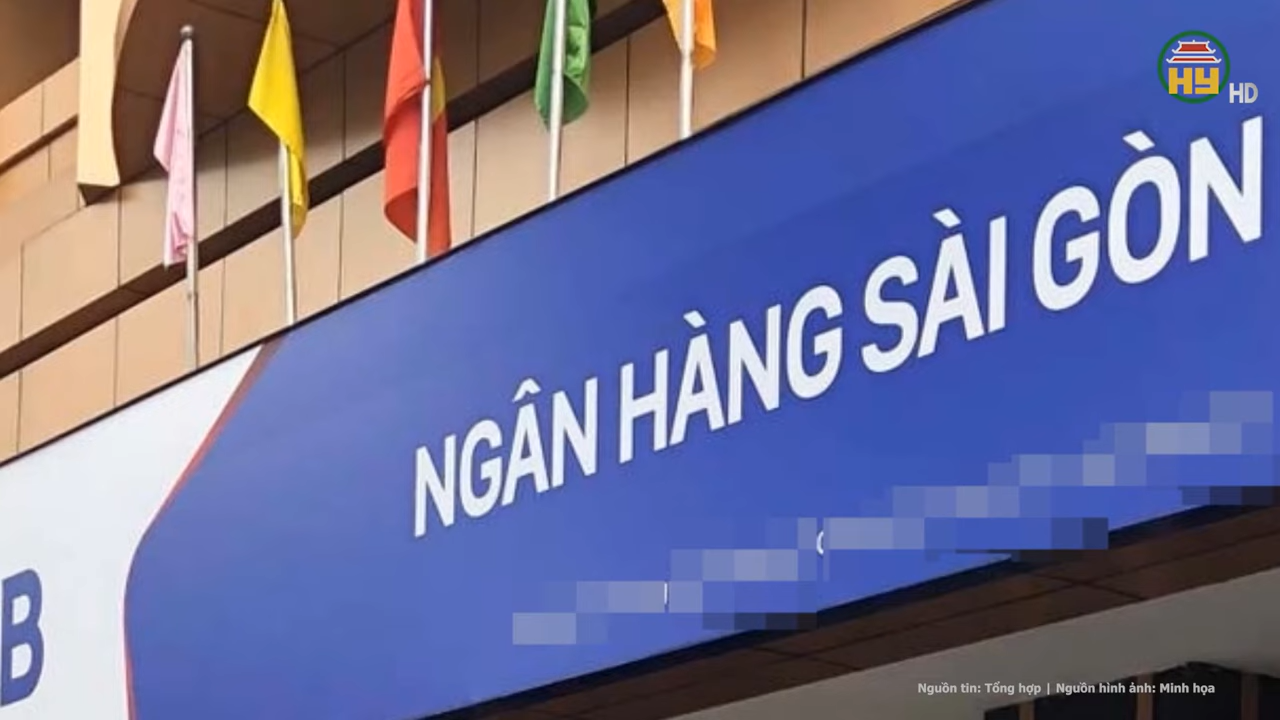 HY
HD
NGÂN HÀNG SÀI GÒN
B
Nguồn tin: Tổng hợp | Nguồn hình ảnh: Minh họa